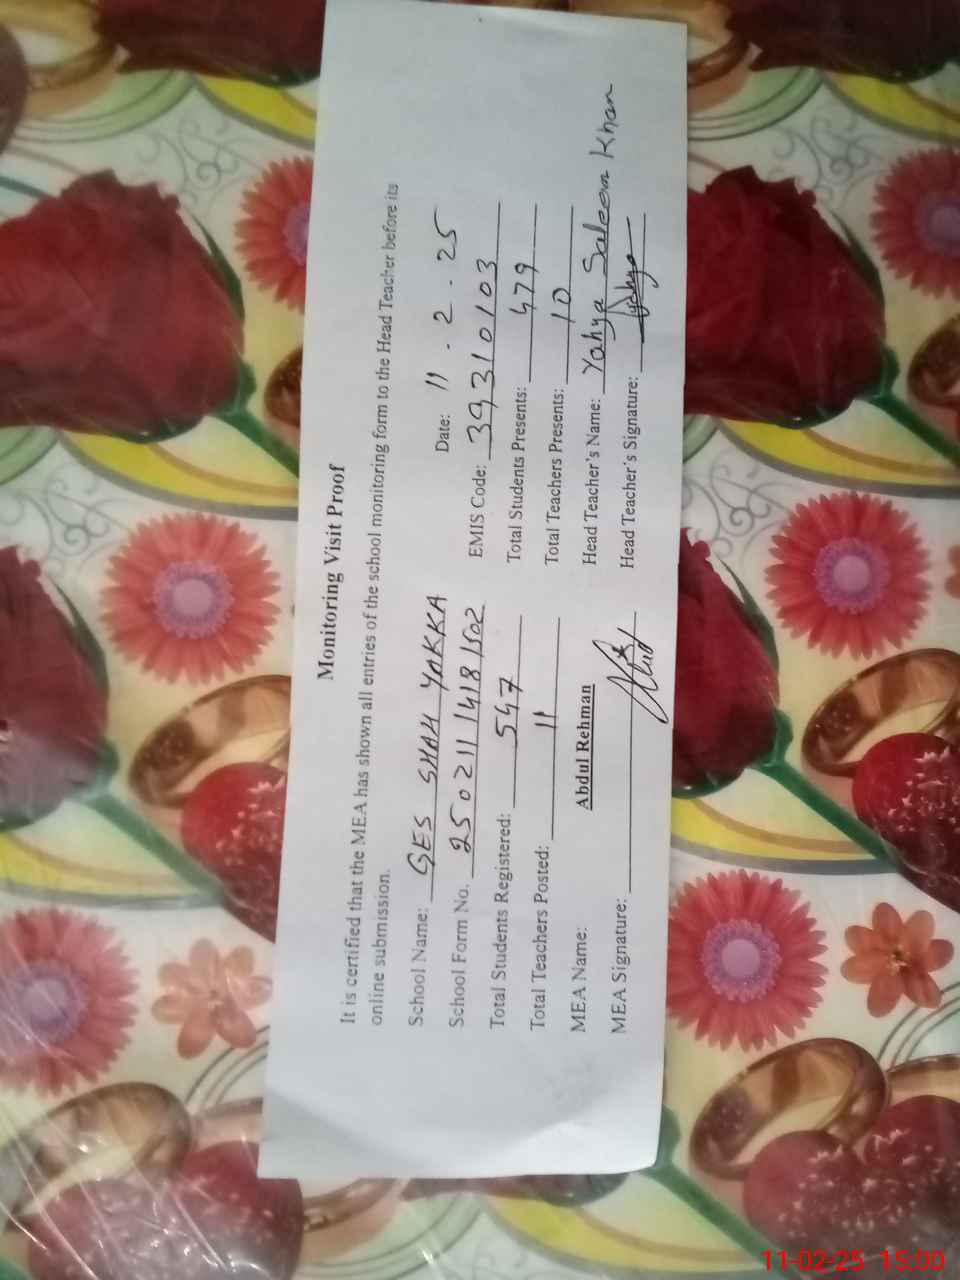 Monitoring Visit Proof
It is certified that the MEA has shown all entries of the school monitoring form to the Head Teacher before its
online submission.
Date: 11 - 2 - 25
School Name: GES SHAH YAKKA EMIS Code: 39310103
School Form No. 25021114181502 Total Students Presents: 479
Total Students Registered: 547 Total Teachers Presents: 10
Total Teachers Posted: 11 Head Teacher's Name: Yahya Saleem Khan
MEA Name: Abdul Rehman Head Teacher's Signature: Yahya
MEA Signature:
11-02-25 15:00